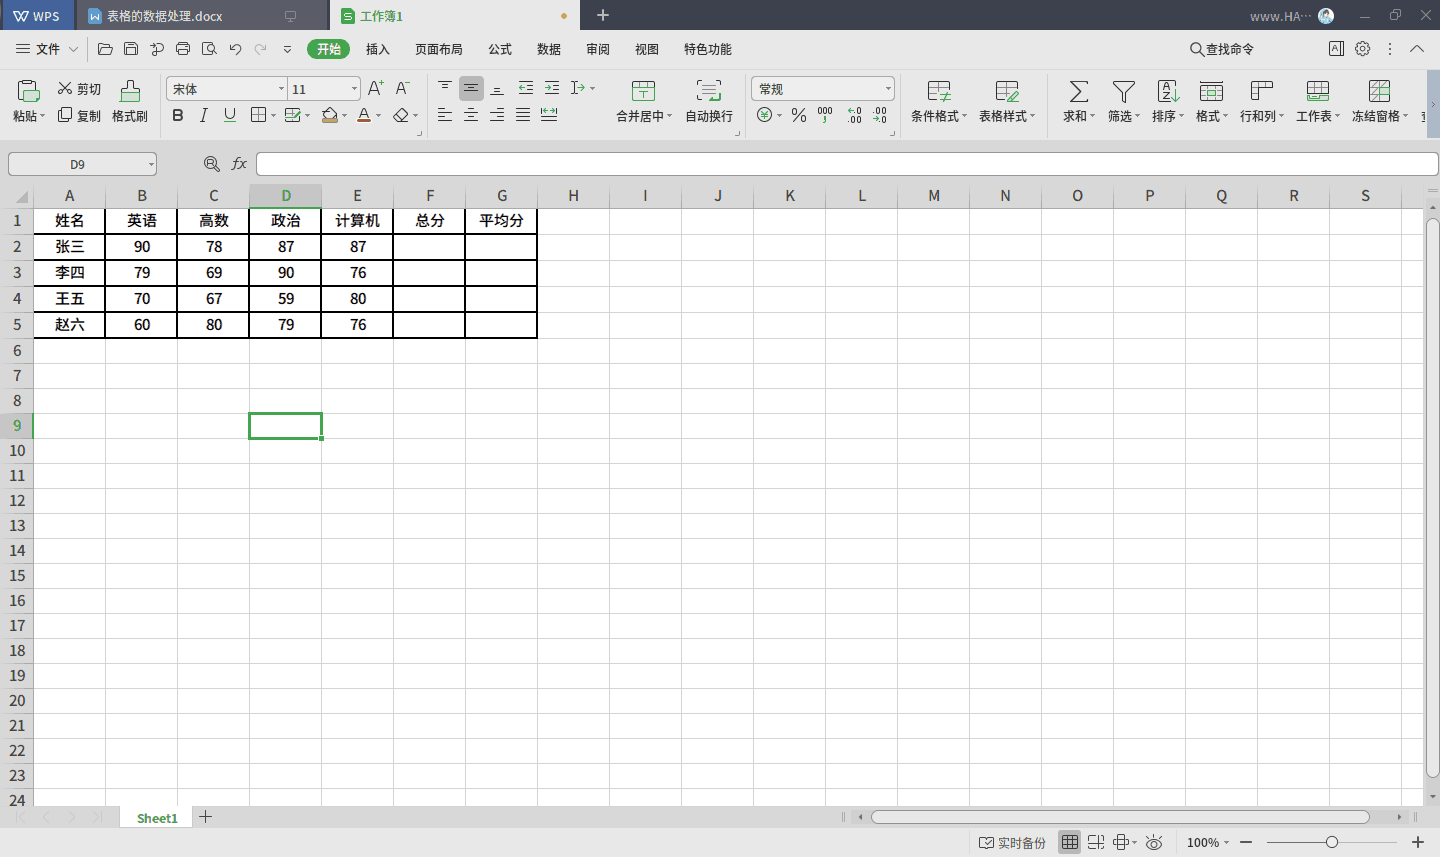 WPS 表格的数据处理.docx 工作簿1 www.HA···
文件 开始 插入 页面布局 公式 数据 审阅 视图 特色功能 查找命令
剪切 宋体 11 常规
粘贴 复制 格式刷 合并居中 自动换行 条件格式 表格样式 求和 筛选 排序 格式 行和列 工作表 冻结窗格
D9 fx
A B C D E F G H I J K L M N O P Q R S
1 姓名 英语 高数 政治 计算机 总分 平均分
2 张三 90 78 87 87
3 李四 79 69 90 76
4 王五 70 67 59 80
5 赵六 60 80 79 76
6
7
8
9
10
11
12
13
14
15
16
17
18
19
20
21
22
23
24
Sheet1
实时备份 100%